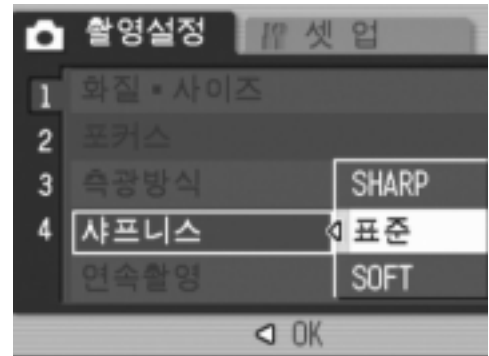 촬영설정 셋 업
1 화질▪사이즈
2 포커스
3 측광방식 SHARP
4 샤프니스 표준
연속촬영 SOFT
OK